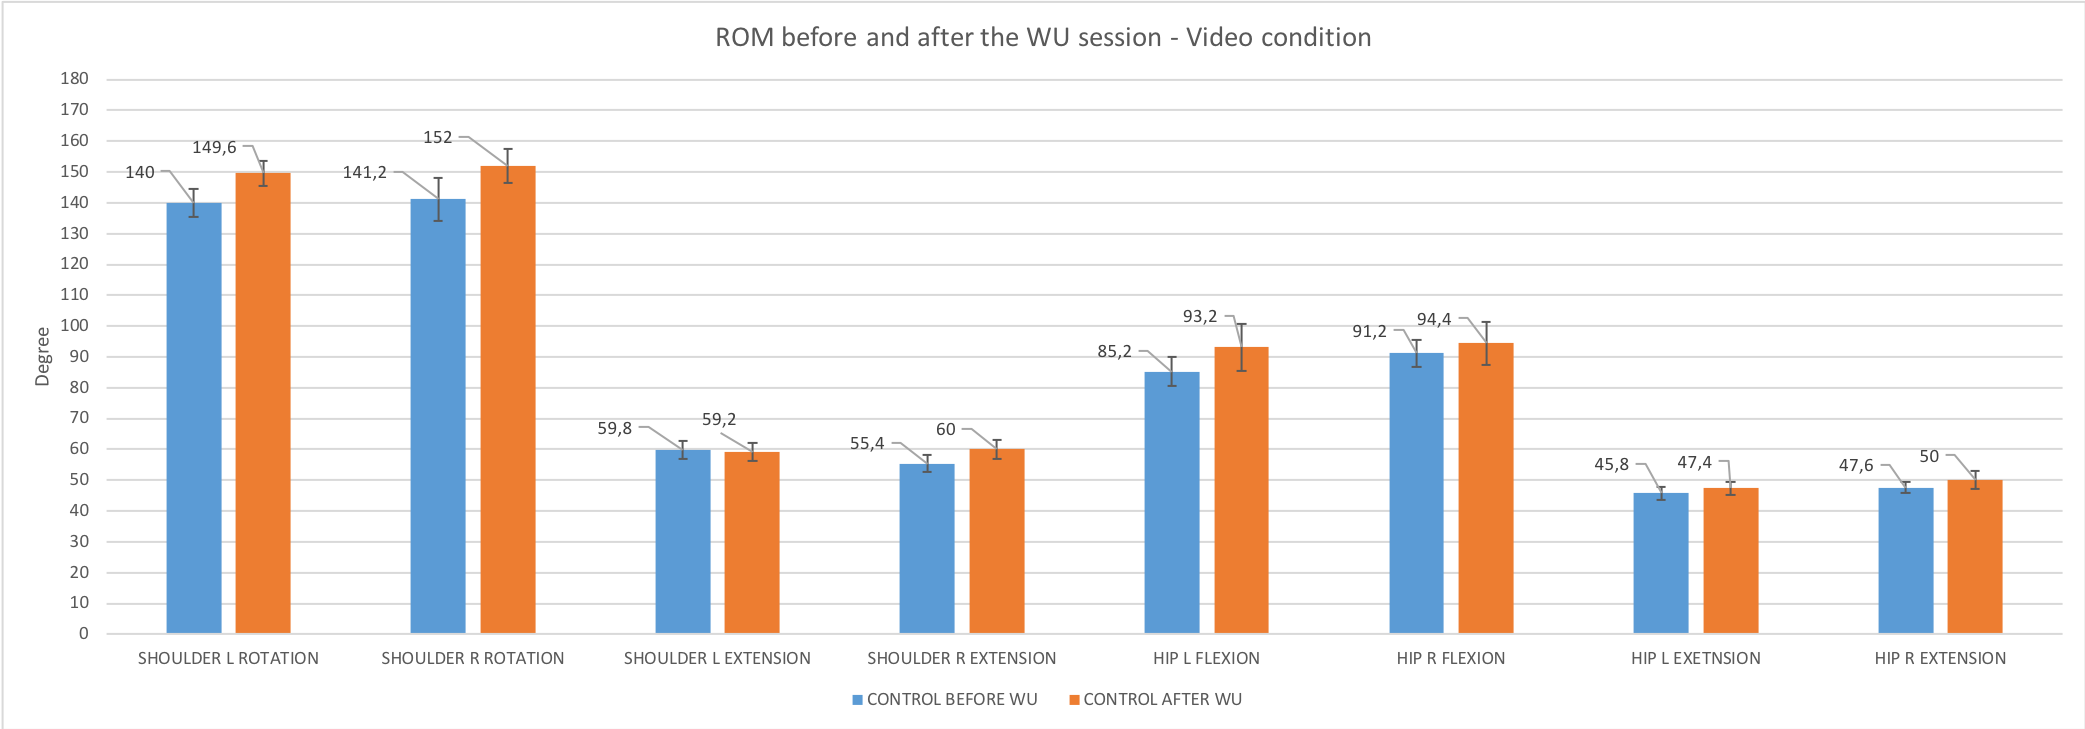 ROM before and after the WU session - Video condition
Degree
180
170
160
150
140
130
120
110
100
90
80
70
60
50
40
30
20
10
0
140
149,6
141,2
152
59,8
59,2
55,4
60
85,2
93,2
91,2
94,4
45,8
47,4
47,6
50
SHOULDER L ROTATION
SHOULDER R ROTATION
SHOULDER L EXTENSION
SHOULDER R EXTENSION
HIP L FLEXION
HIP R FLEXION
HIP L EXETNSION
HIP R EXTENSION
CONTROL BEFORE WU
CONTROL AFTER WU